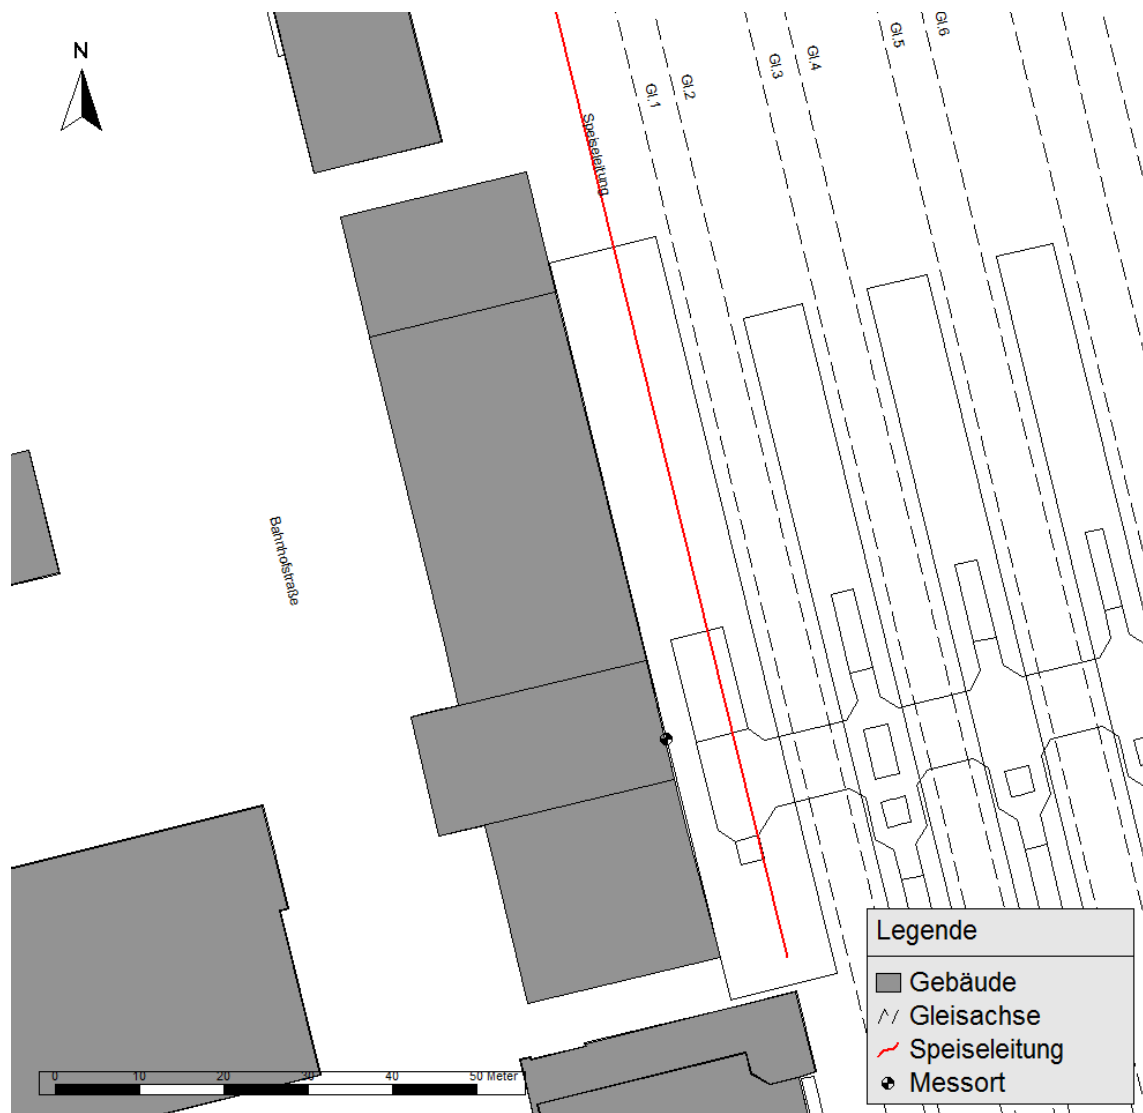 N
Gl.1
Gl.2
Gl.3
Gl.4
Gl.5
Gl.6
Speiseleitung
Bahnhofstraße
Legende
Gebäude
Gleisachse
Speiseleitung
Messort
0 10 20 30 40 50 Meter